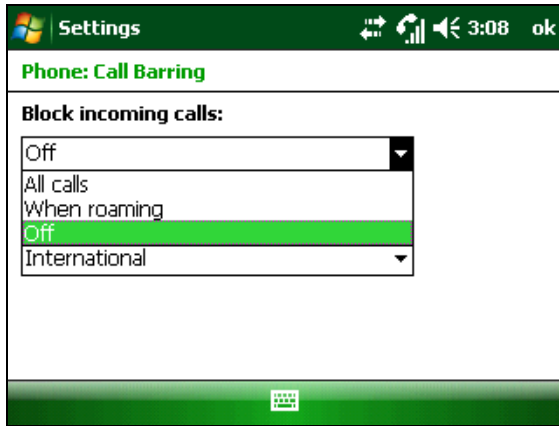 Settings 3:08 ok
Phone: Call Barring
Block incoming calls:
Off
All calls
When roaming
Off
International